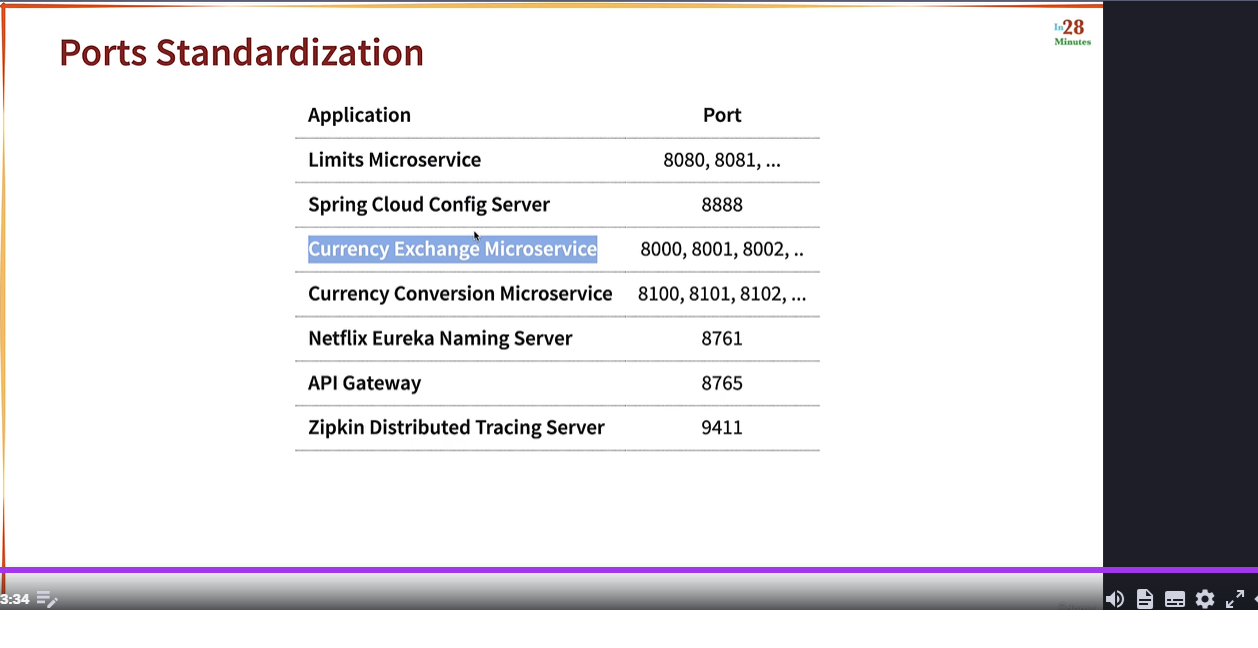 In28
Minutes
Ports Standardization
Application Port
Limits Microservice 8080, 8081, ...
Spring Cloud Config Server 8888
Currency Exchange Microservice 8000, 8001, 8002, ..
Currency Conversion Microservice 8100, 8101, 8102, ...
Netflix Eureka Naming Server 8761
API Gateway 8765
Zipkin Distributed Tracing Server 9411
3:34